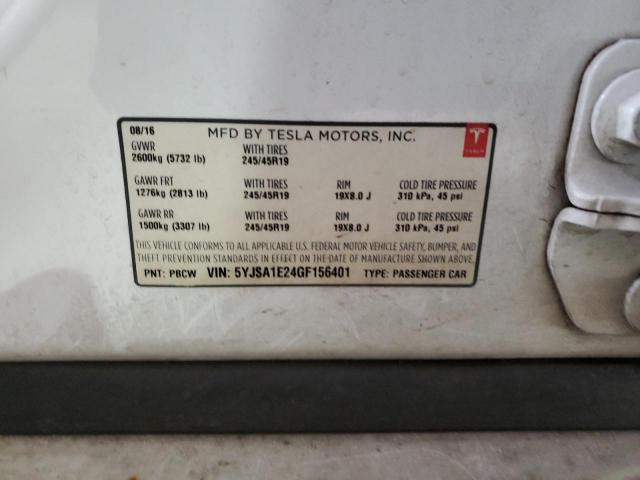 08/16 MFD BY TESLA MOTORS, INC.
GVWR WITH TIRES
2600kg (5732 lb) 245/45R19
TESLA
GAWR FRT WITH TIRES RIM COLD TIRE PRESSURE
1276kg (2813 lb) 245/45R19 19X8.0 J 310 kPa, 45 psi
GAWR RR WITH TIRES RIM COLD TIRE PRESSURE
1500kg (3307 lb) 245/45R19 19X8.0 J 310 kPa, 45 psi
THIS VEHICLE CONFORMS TO ALL APPLICABLE U.S. FEDERAL MOTOR VEHICLE SAFETY, BUMPER, AND
THEFT PREVENTION STANDARDS IN EFFECT ON THE DATE OF MANUFACTURE SHOWN ABOVE.
PNT: PBCW VIN: 5YJSA1E24GF156401 TYPE: PASSENGER CAR